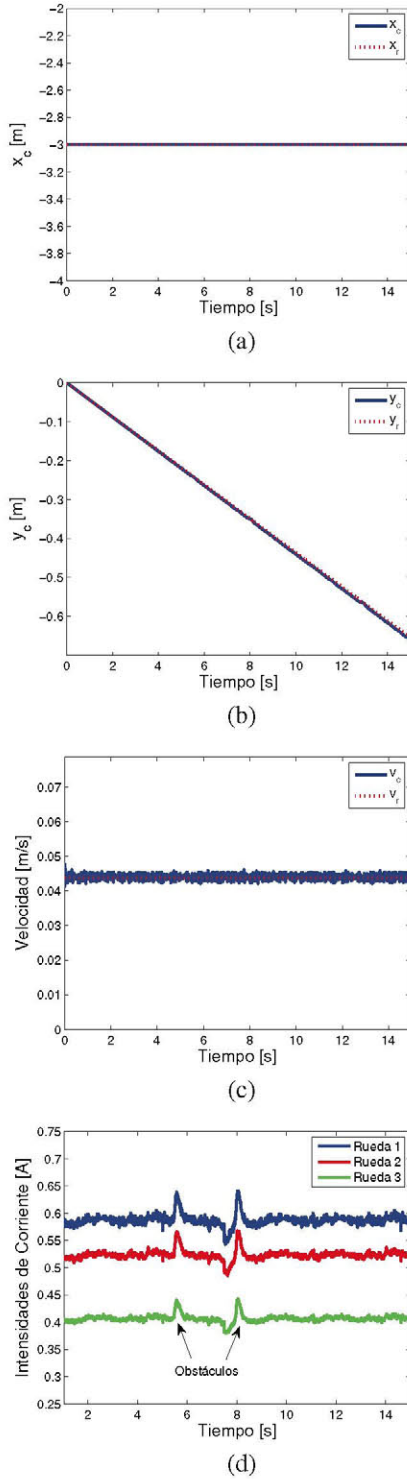 −2
−2.2
−2.4
−2.6
−2.8
−3
−3.2
−3.4
−3.6
−3.8
−4
x_c [m]
x_c
x_r
0 2 4 6 8 10 12 14
Tiempo [s]
(a)
0
−0.1
−0.2
−0.3
−0.4
−0.5
−0.6
y_c [m]
y_c
y_r
0 2 4 6 8 10 12 14
Tiempo [s]
(b)
0.07
0.06
0.05
0.04
0.03
0.02
0.01
0
Velocidad [m/s]
v_c
v_r
0 2 4 6 8 10 12 14
Tiempo [s]
(c)
0.75
0.7
0.65
0.6
0.55
0.5
0.45
0.4
0.35
0.3
0.25
Intensidades de Corriente [A]
Rueda 1
Rueda 2
Rueda 3
Obstáculos
2 4 6 8 10 12 14
Tiempo [s]
(d)